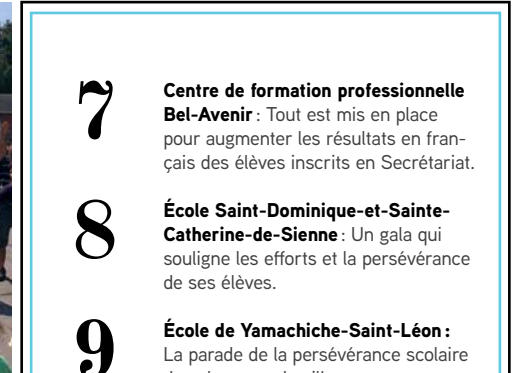 7
Centre de formation professionnelle
Bel-Avenir : Tout est mis en place
pour augmenter les résultats en fran-
çais des élèves inscrits en Secrétariat.
8
École Saint-Dominique-et-Sainte-
Catherine-de-Sienne : Un gala qui
souligne les efforts et la persévérance
de ses élèves.
9
École de Yamachiche-Saint-Léon :
La parade de la persévérance scolaire